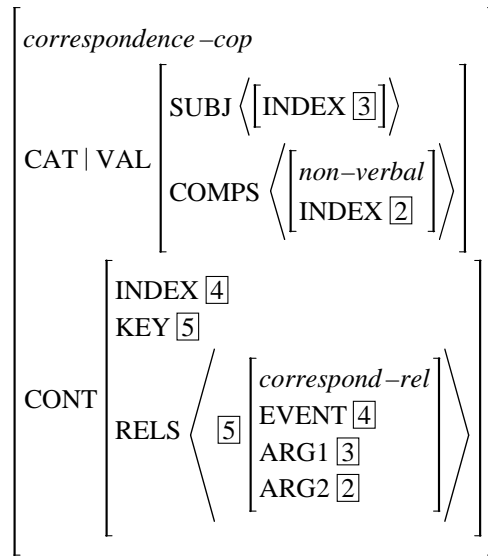 correspondence–cop
SUBJ ⟨[INDEX 3]⟩
CAT | VAL
COMPS ⟨[non–verbal
INDEX 2]⟩
INDEX 4
KEY 5
CONT
RELS ⟨ 5 [correspond–rel
EVENT 4
ARG1 3
ARG2 2]⟩